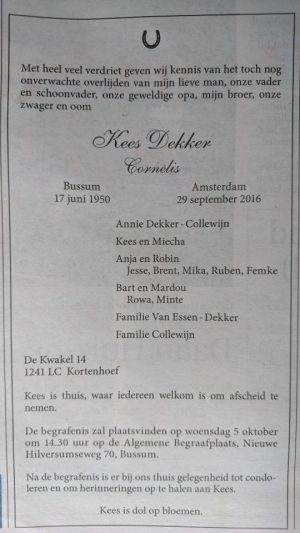 Met heel veel verdriet geven wij kennis van het toch nog
onverwachte overlijden van mijn lieve man, onze vader
en schoonvader, onze geweldige opa, mijn broer, onze
zwager en oom
Kees Dekker
Cornelis
Bussum Amsterdam
17 juni 1950 29 september 2016
Annie Dekker - Collewijn
Kees en Miecha
Anja en Robin
Jesse, Brent, Mika, Ruben, Femke
Bart en Mardou
Rowa, Minte
Familie Van Essen - Dekker
Familie Collewijn
De Kwakel 14
1241 LC Kortenhoef
Kees is thuis, waar iedereen welkom is om afscheid te
nemen.
De begrafenis zal plaatsvinden op woensdag 5 oktober
om 14.30 uur op de Algemene Begraafplaats, Nieuwe
Hilversumseweg 70, Bussum.
Na de begrafenis is er bij ons thuis gelegenheid tot condo-
leren en om herinneringen op te halen aan Kees.
Kees is dol op bloemen.